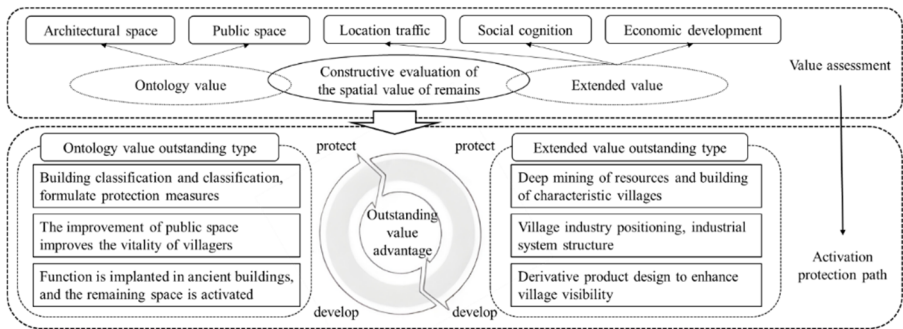 Architectural space
Public space
Location traffic
Social cognition
Economic development
Ontology value
Constructive evaluation of
the spatial value of remains
Extended value
Value assessment
Ontology value outstanding type
protect
protect
Extended value outstanding type
Building classification and classification,
formulate protection measures
Deep mining of resources and building
of characteristic villages
The improvement of public space
improves the vitality of villagers
Outstanding
value
advantage
Village industry positioning, industrial
system structure
Function is implanted in ancient buildings,
and the remaining space is activated
Derivative product design to enhance
village visibility
Activation
protection path
develop
develop